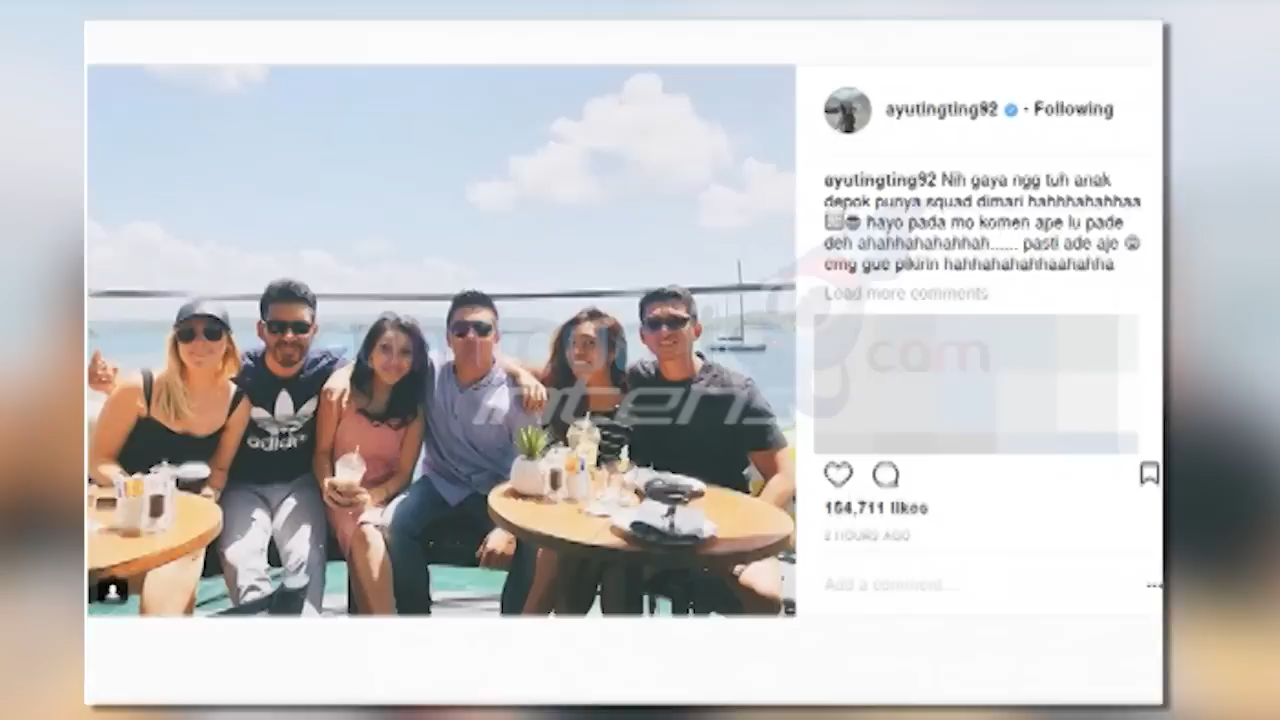 ayutingting92 • Following
ayutingting92 Nih gaya ngg tuh anak
depok punya squad dimari hahhhahahhaa
hayo pada mo komen ape lu pade
deh ahahhahahahhah...... pasti ade aje
emg gue pikirin hahhahahahhaahahha
Load more comments
com
adidas
intens
164,711 likes
HOURS AGO
Add a comment...